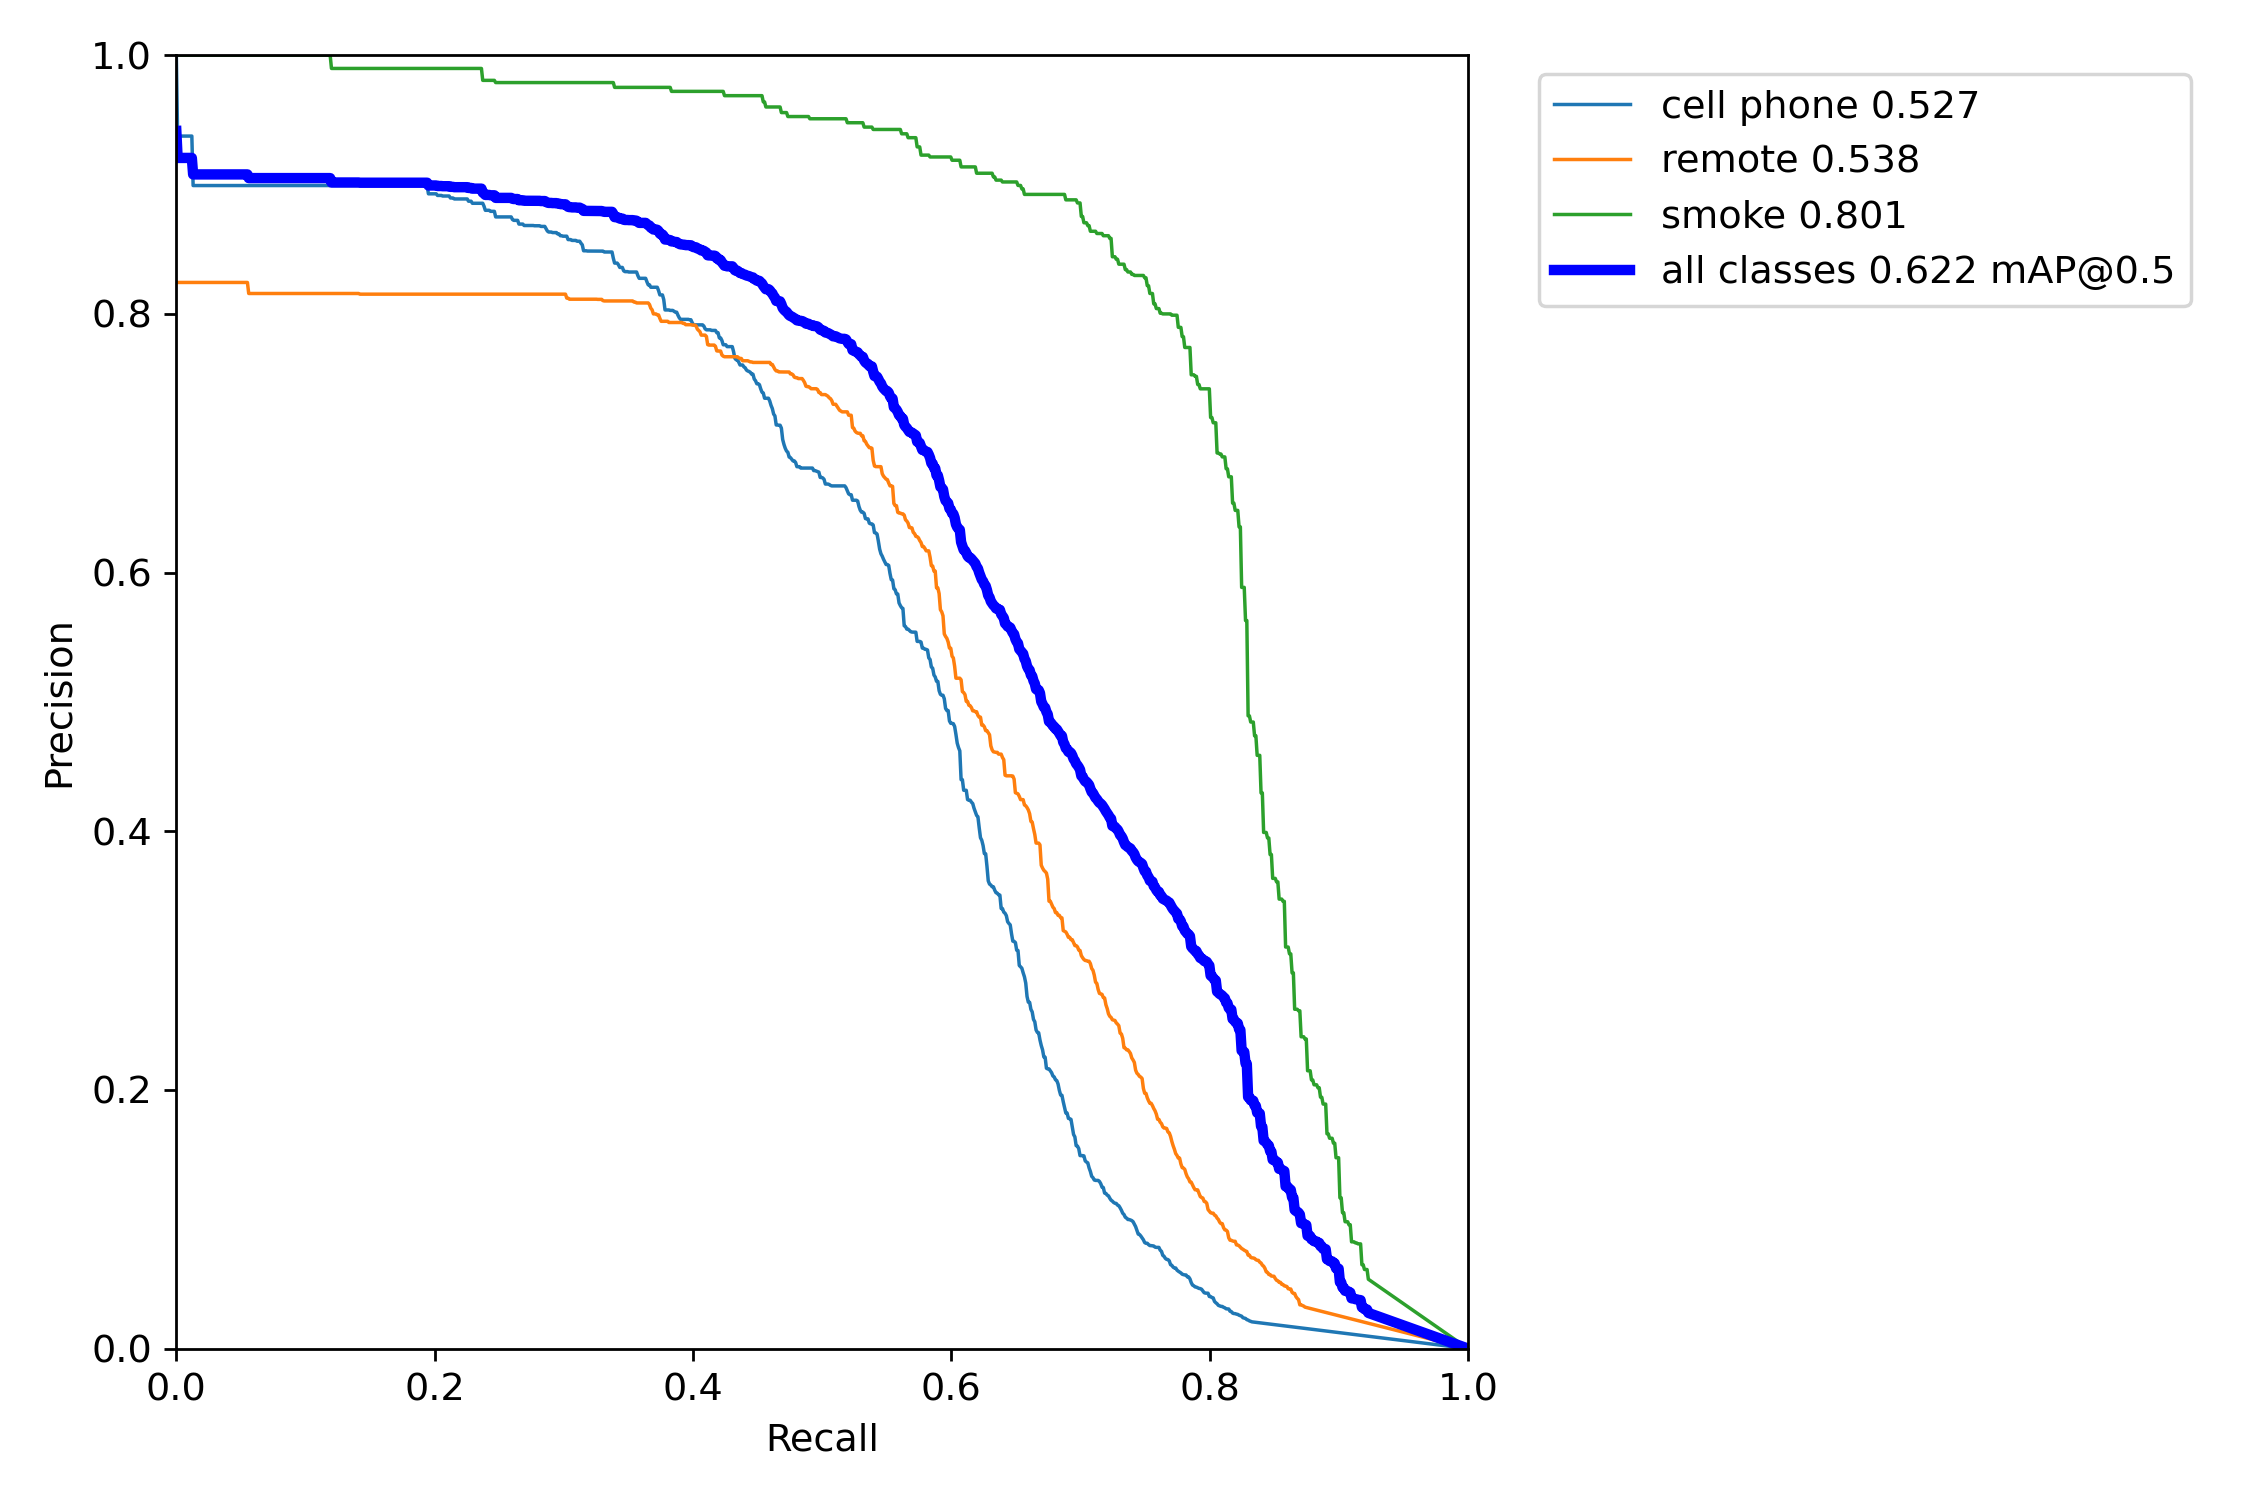 1.0
0.8
0.6
0.4
0.2
0.0
Precision
0.0 0.2 0.4 0.6 0.8 1.0
Recall
cell phone 0.527
remote 0.538
smoke 0.801
all classes 0.622 mAP@0.5